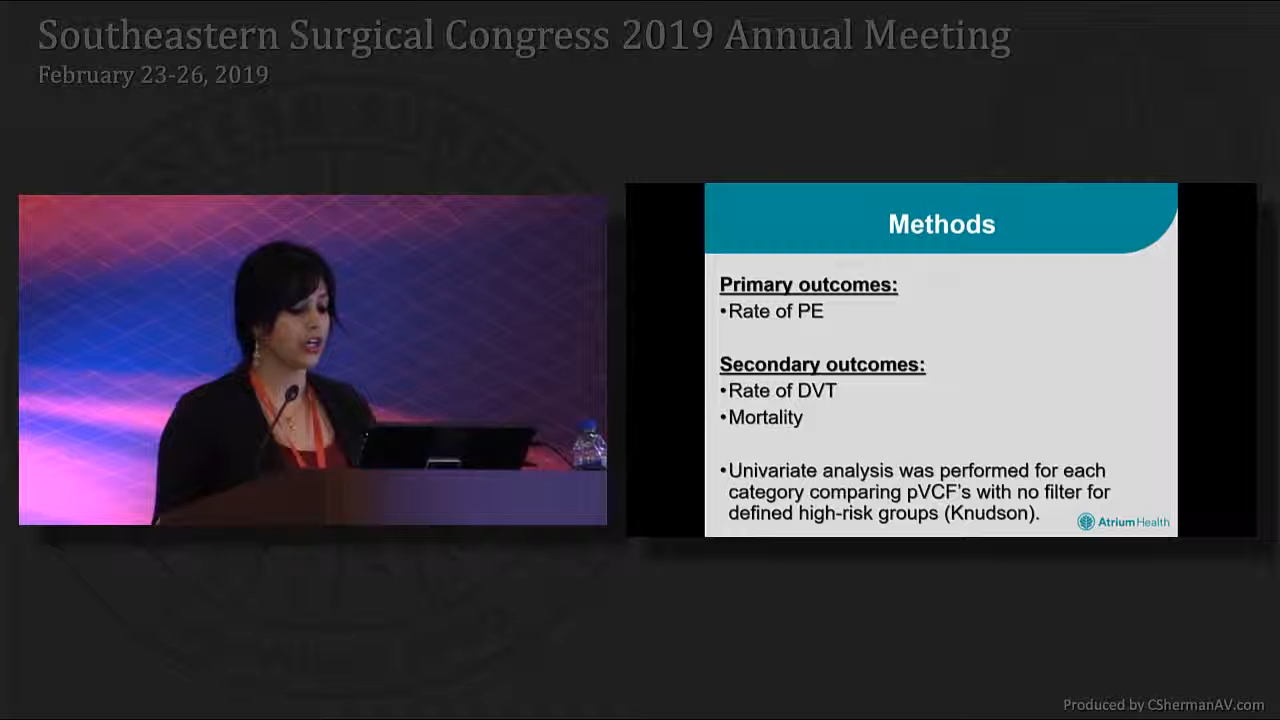 Southeastern Surgical Congress 2019 Annual Meeting
February 23-26, 2019
Methods
Primary outcomes:
•Rate of PE
Secondary outcomes:
•Rate of DVT
•Mortality
•Univariate analysis was performed for each
category comparing pVCF's with no filter for
defined high-risk groups (Knudson).
AtriumHealth
Produced by CShermanAV.com